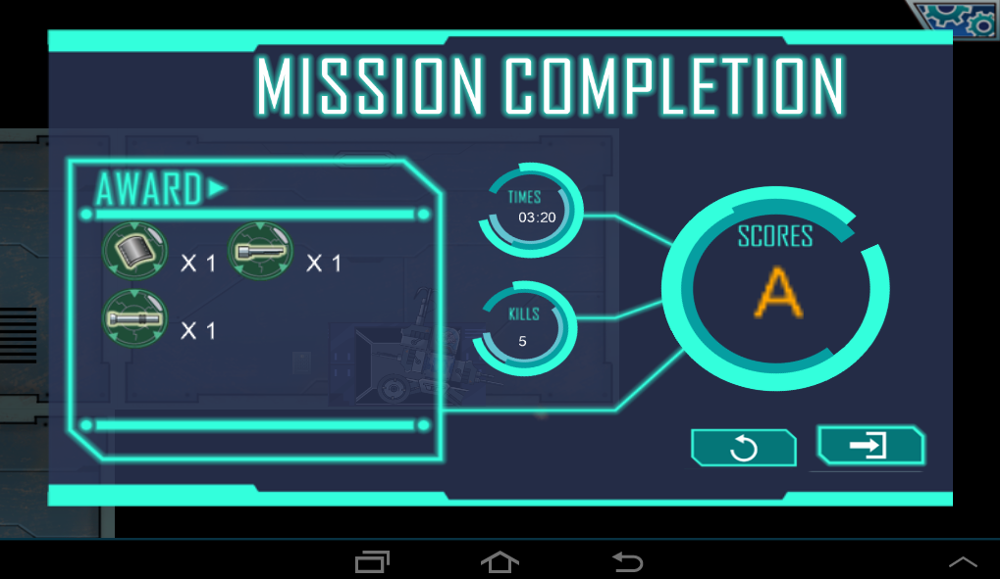 MISSION COMPLETION
AWARD
X 1
X 1
X 1
TIMES
03:20
KILLS
5
SCORES
A